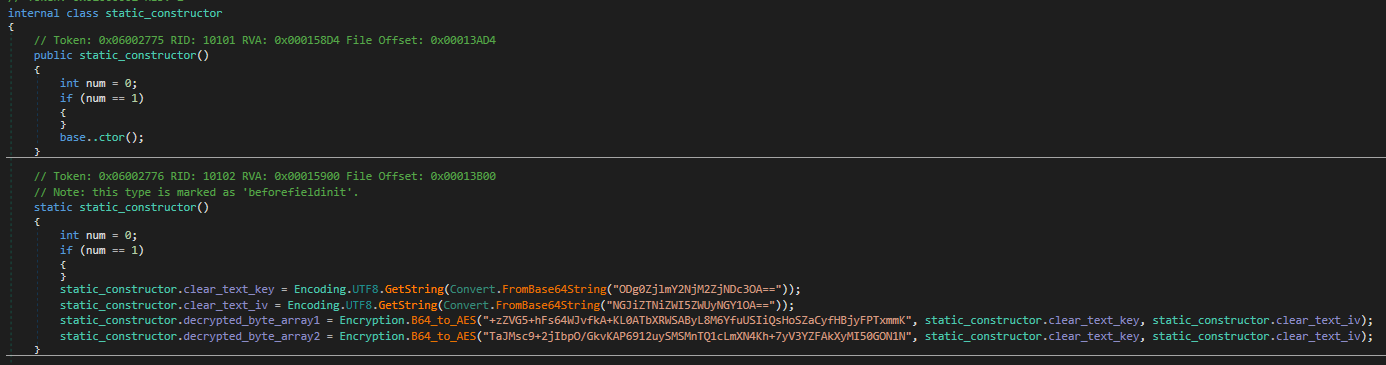 internal class static_constructor
{
// Token: 0x06002775 RID: 10101 RVA: 0x000158D4 File Offset: 0x00013AD4
public static_constructor()
{
int num = 0;
if (num == 1)
{
}
base..ctor();
}
// Token: 0x06002776 RID: 10102 RVA: 0x00015900 File Offset: 0x00013B00
// Note: this type is marked as 'beforefieldinit'.
static static_constructor()
{
int num = 0;
if (num == 1)
{
}
static_constructor.clear_text_key = Encoding.UTF8.GetString(Convert.FromBase64String("ODg0ZjlmY2NjM2ZjNDc3OA=="));
static_constructor.clear_text_iv = Encoding.UTF8.GetString(Convert.FromBase64String("NGJiZTNiZWI5ZWUyNGY1OA=="));
static_constructor.decrypted_byte_array1 = Encryption.B64_to_AES("+zZVG5+hFs64WJvfkA+KL0ATbXRWSAByL8M6YfuUSIiQsHoSZaCyfHBjyFPTxmmK", static_constructor.clear_text_key, static_constructor.clear_text_iv);
static_constructor.decrypted_byte_array2 = Encryption.B64_to_AES("TaJMsc9+2jIbpO/GkvKAP6912uySMSMnTQ1cLmXN4Kh+7yV3YZFAkXyMI50GON1N", static_constructor.clear_text_key, static_constructor.clear_text_iv);
}